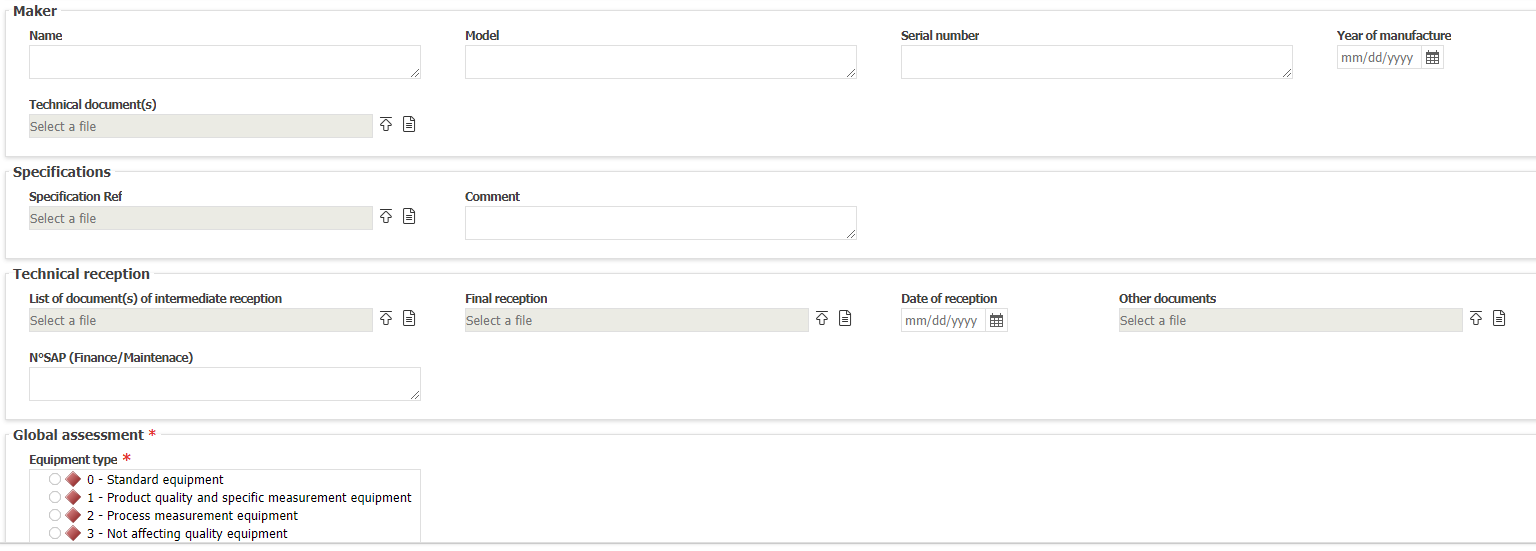 Maker
Name Model Serial number Year of manufacture
mm/dd/yyyy
Technical document(s)
Select a file
Specifications
Specification Ref Comment
Select a file
Technical reception
List of document(s) of intermediate reception Final reception Date of reception Other documents
Select a file Select a file mm/dd/yyyy Select a file
N°SAP (Finance/Maintenace)
Global assessment *
Equipment type *
0 - Standard equipment
1 - Product quality and specific measurement equipment
2 - Process measurement equipment
3 - Not affecting quality equipment